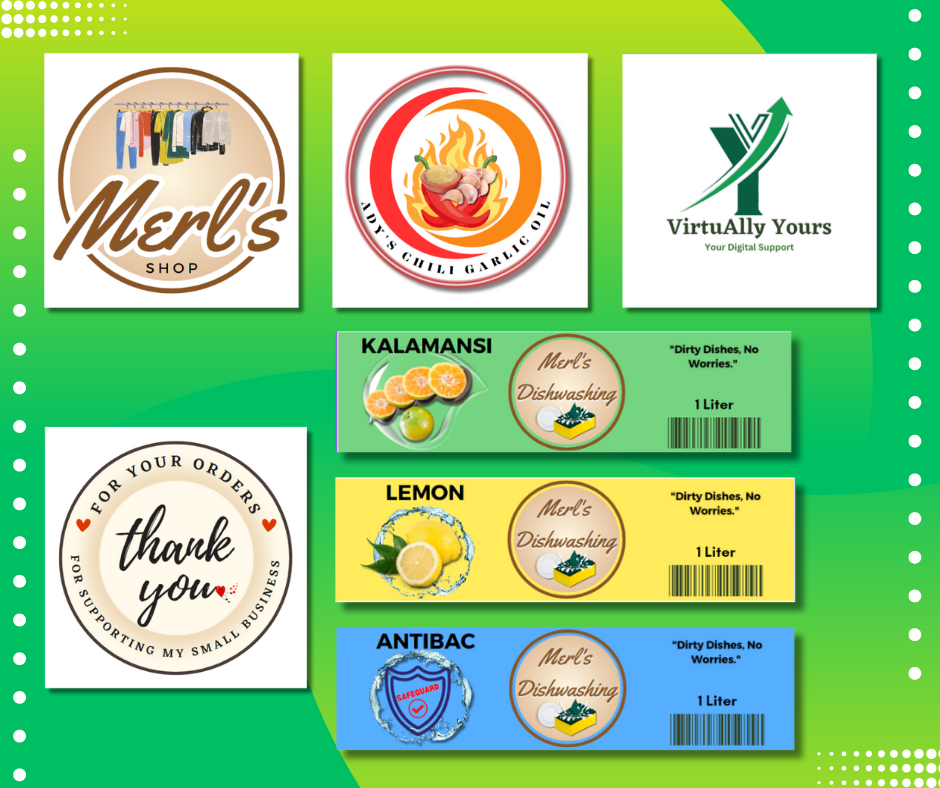 Merl's
SHOP
ADY'S CHILI GARLIC OIL
VirtuAlly Yours
Your Digital Support
KALAMANSI
Merl's
Dishwashing
"Dirty Dishes, No
Worries."
1 Liter
FOR YOUR ORDERS
thank
you
FOR SUPPORTING MY SMALL BUSINESS
LEMON
Merl's
Dishwashing
"Dirty Dishes, No
Worries."
1 Liter
ANTIBAC
SAFEGUARD
Merl's
Dishwashing
"Dirty Dishes, No
Worries."
1 Liter